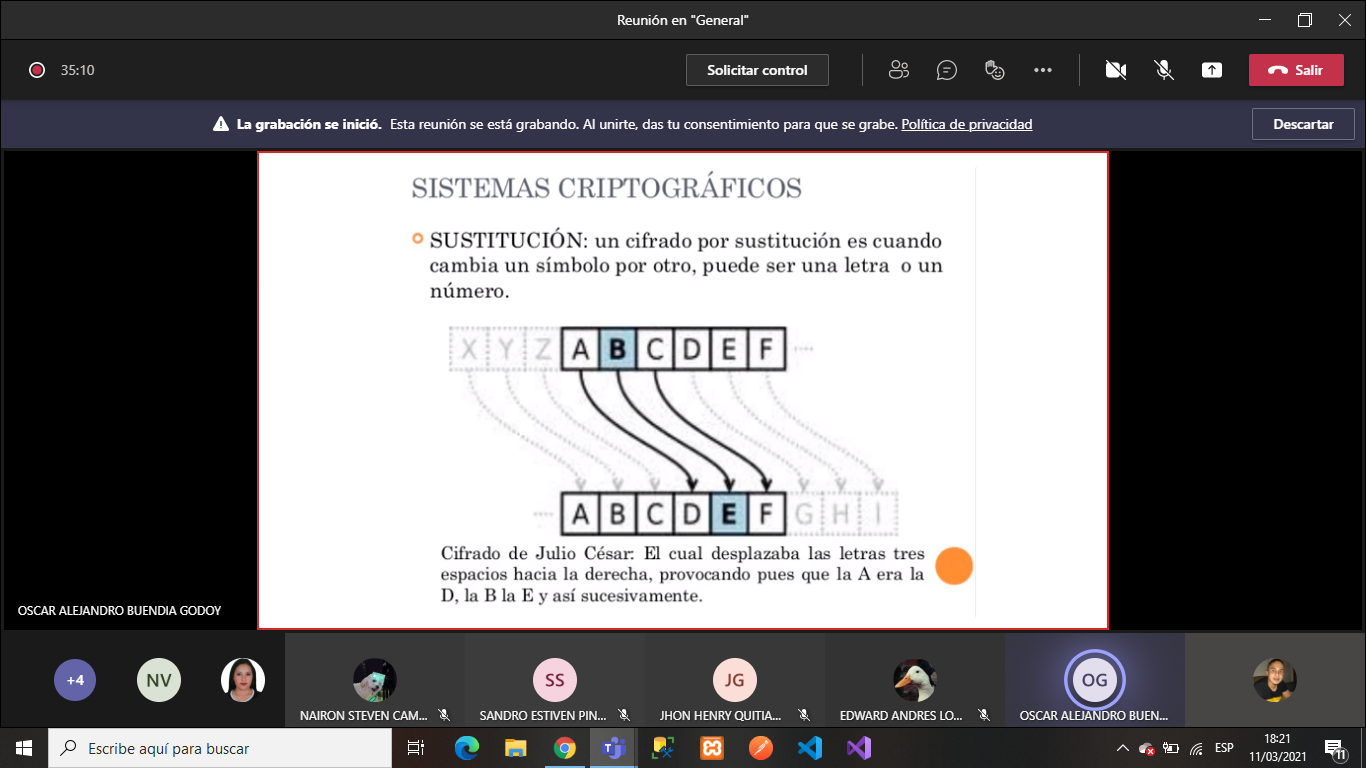 Reunión en "General"
35:10
Solicitar control
Salir
La grabación se inició. Esta reunión se está grabando. Al unirte, das tu consentimiento para que se grabe. Política de privacidad
Descartar
SISTEMAS CRIPTOGRÁFICOS
SUSTITUCIÓN: un cifrado por sustitución es cuando
cambia un símbolo por otro, puede ser una letra o un
número.
X Y Z A B C D E F ....
.... A B C D E F G H I
Cifrado de Julio César: El cual desplazaba las letras tres
espacios hacia la derecha, provocando pues que la A era la
D, la B la E y así sucesivamente.
OSCAR ALEJANDRO BUENDIA GODOY
+4 NV SS JG OG
NAIRON STEVEN CAM... SANDRO ESTIVEN PIN... JHON HENRY QUITIA... EDWARD ANDRES LO... OSCAR ALEJANDRO BUEN...
Escribe aquí para buscar
ESP
18:21
11/03/2021
11